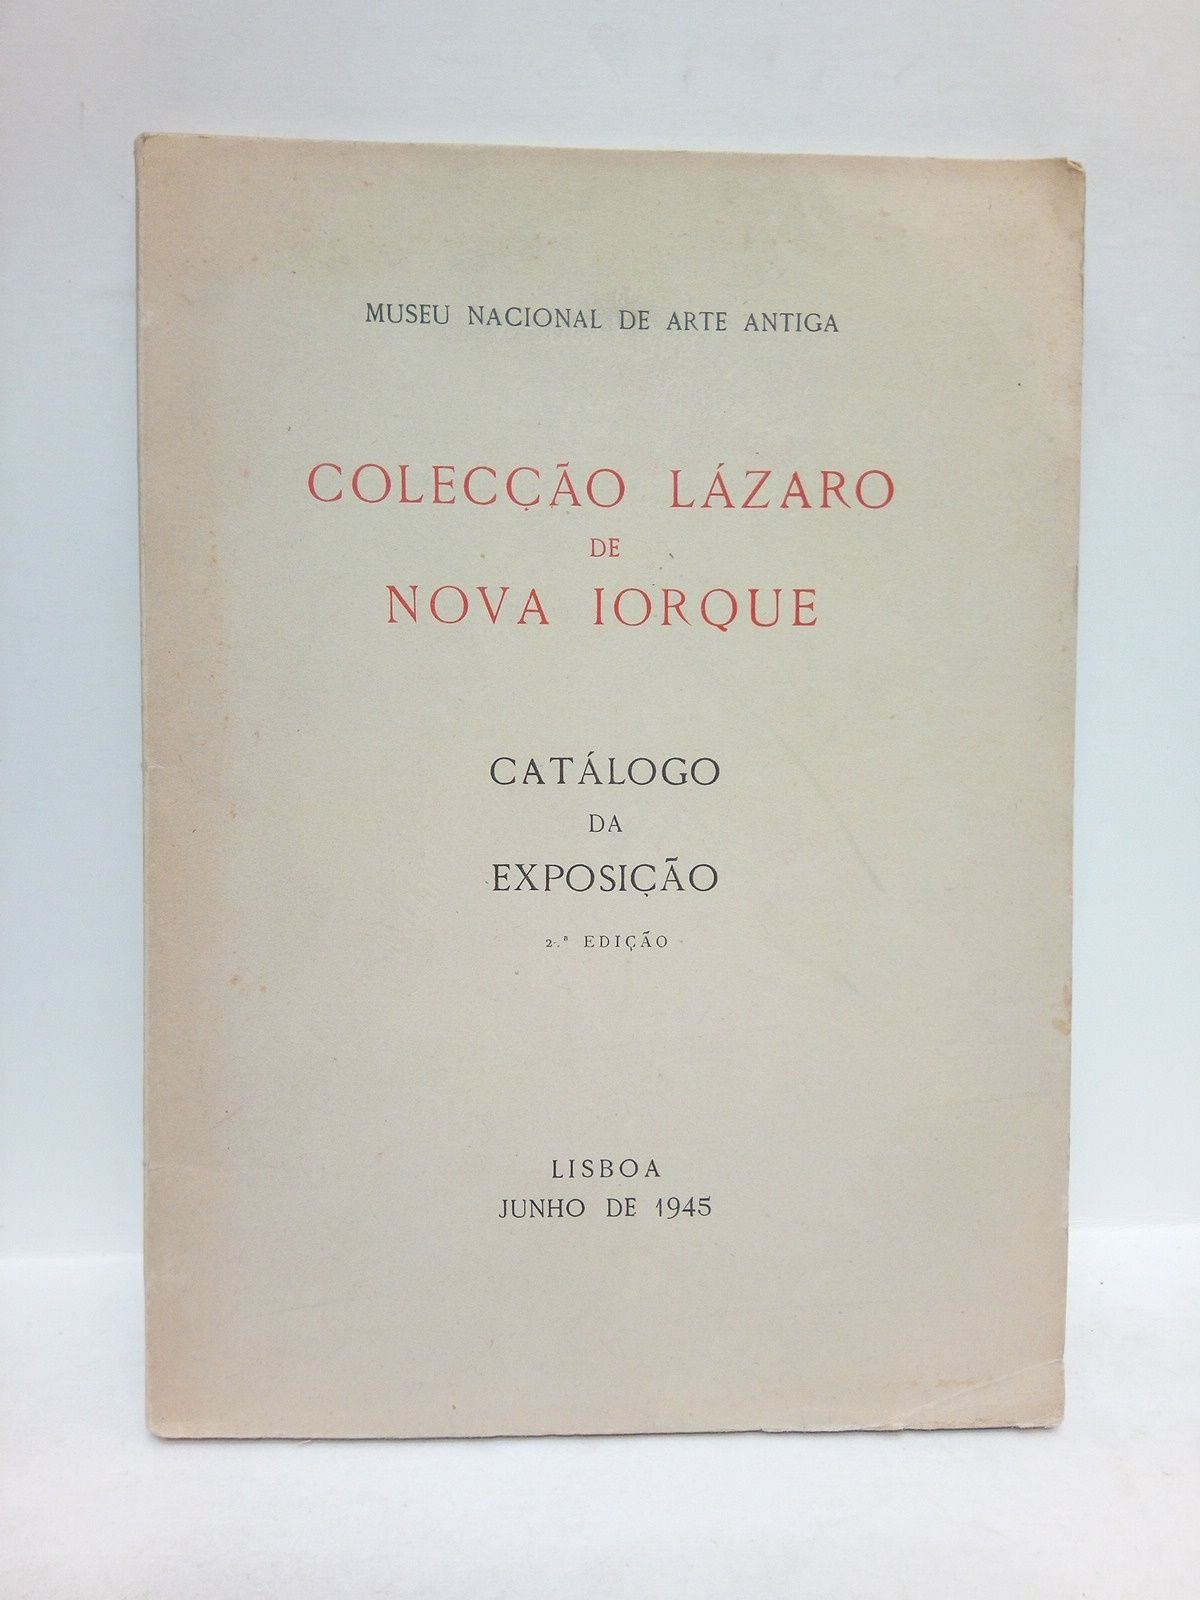 MUSEU NACIONAL DE ARTE ANTIGA
COLECÇÃO LÁZARO
DE
NOVA IORQUE
CATÁLOGO
DA
EXPOSIÇÃO
2.ª EDIÇÃO
LISBOA
JUNHO DE 1945